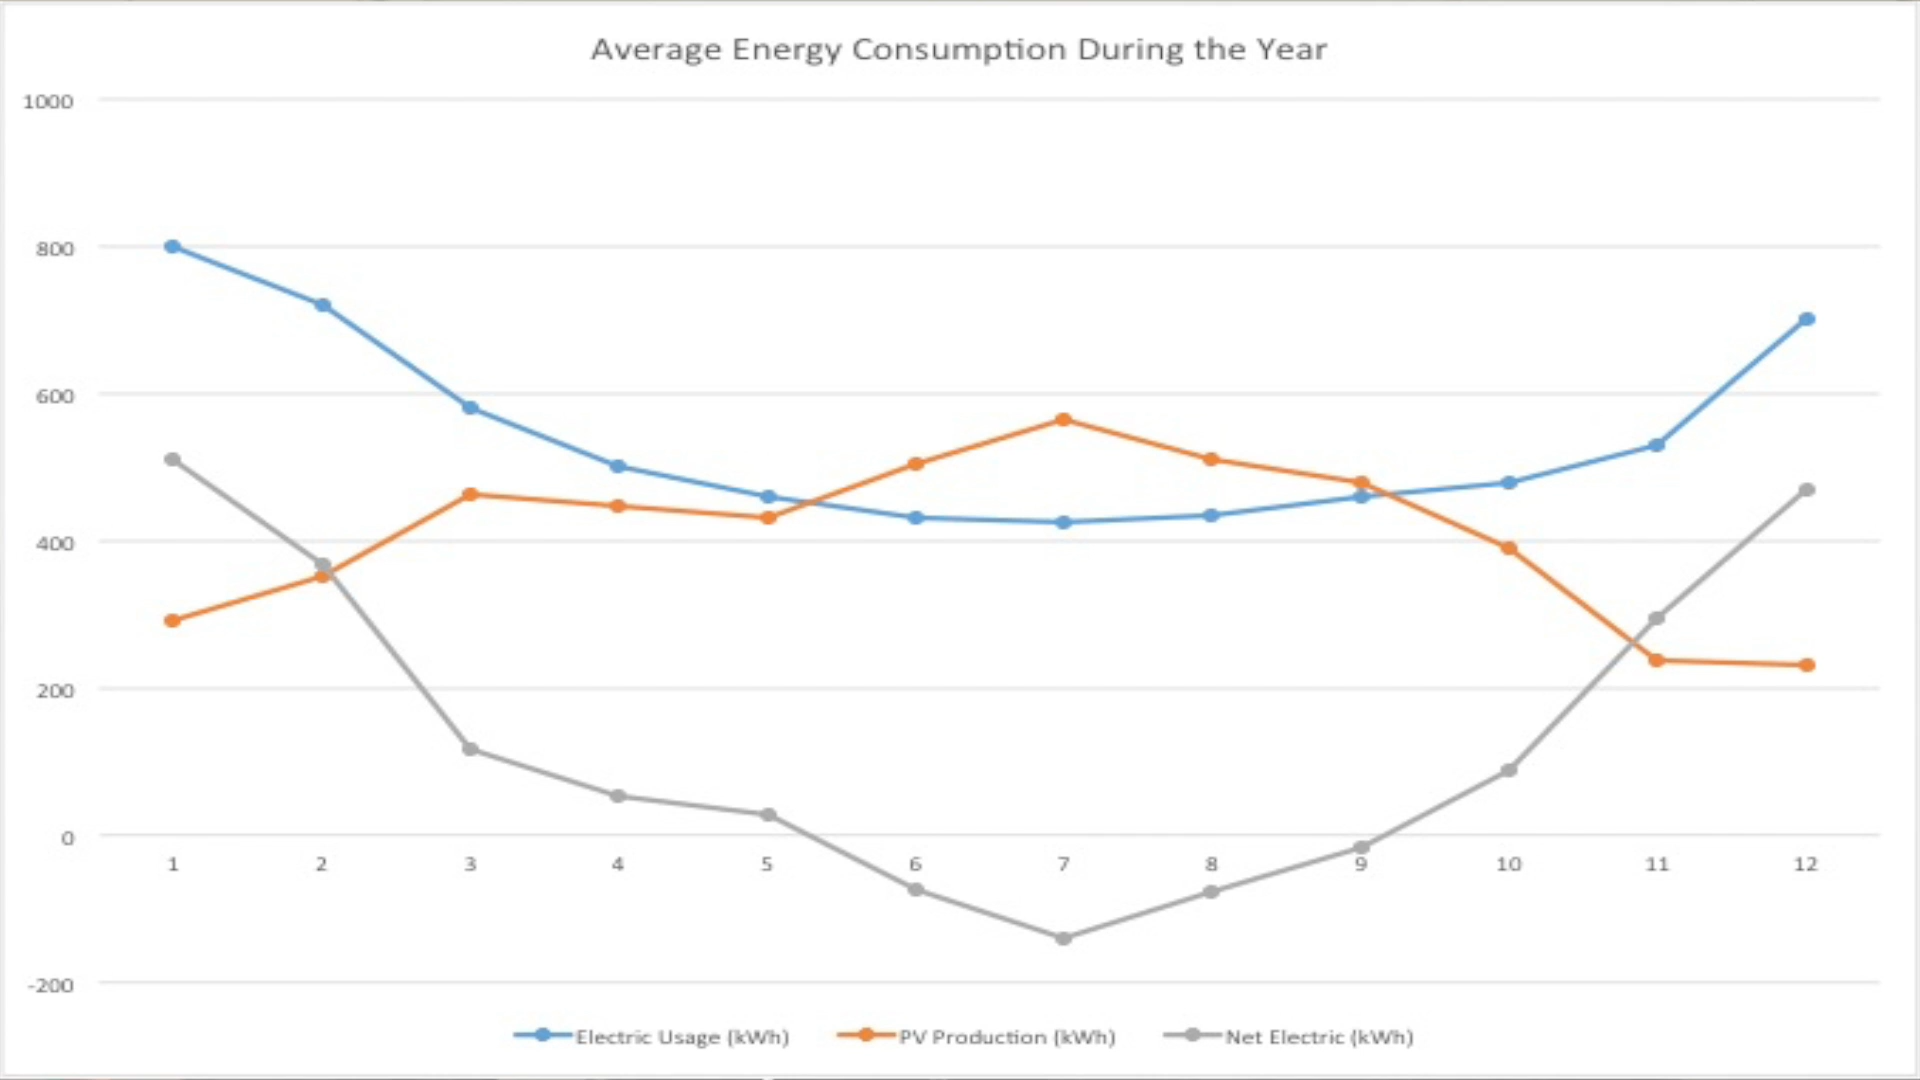 Average Energy Consumption During the Year
1000
800
600
400
200
0
1 2 3 4 5 6 7 8 9 10 11 12
-200
Electric Usage (kWh) PV Production (kWh) Net Electric (kWh)